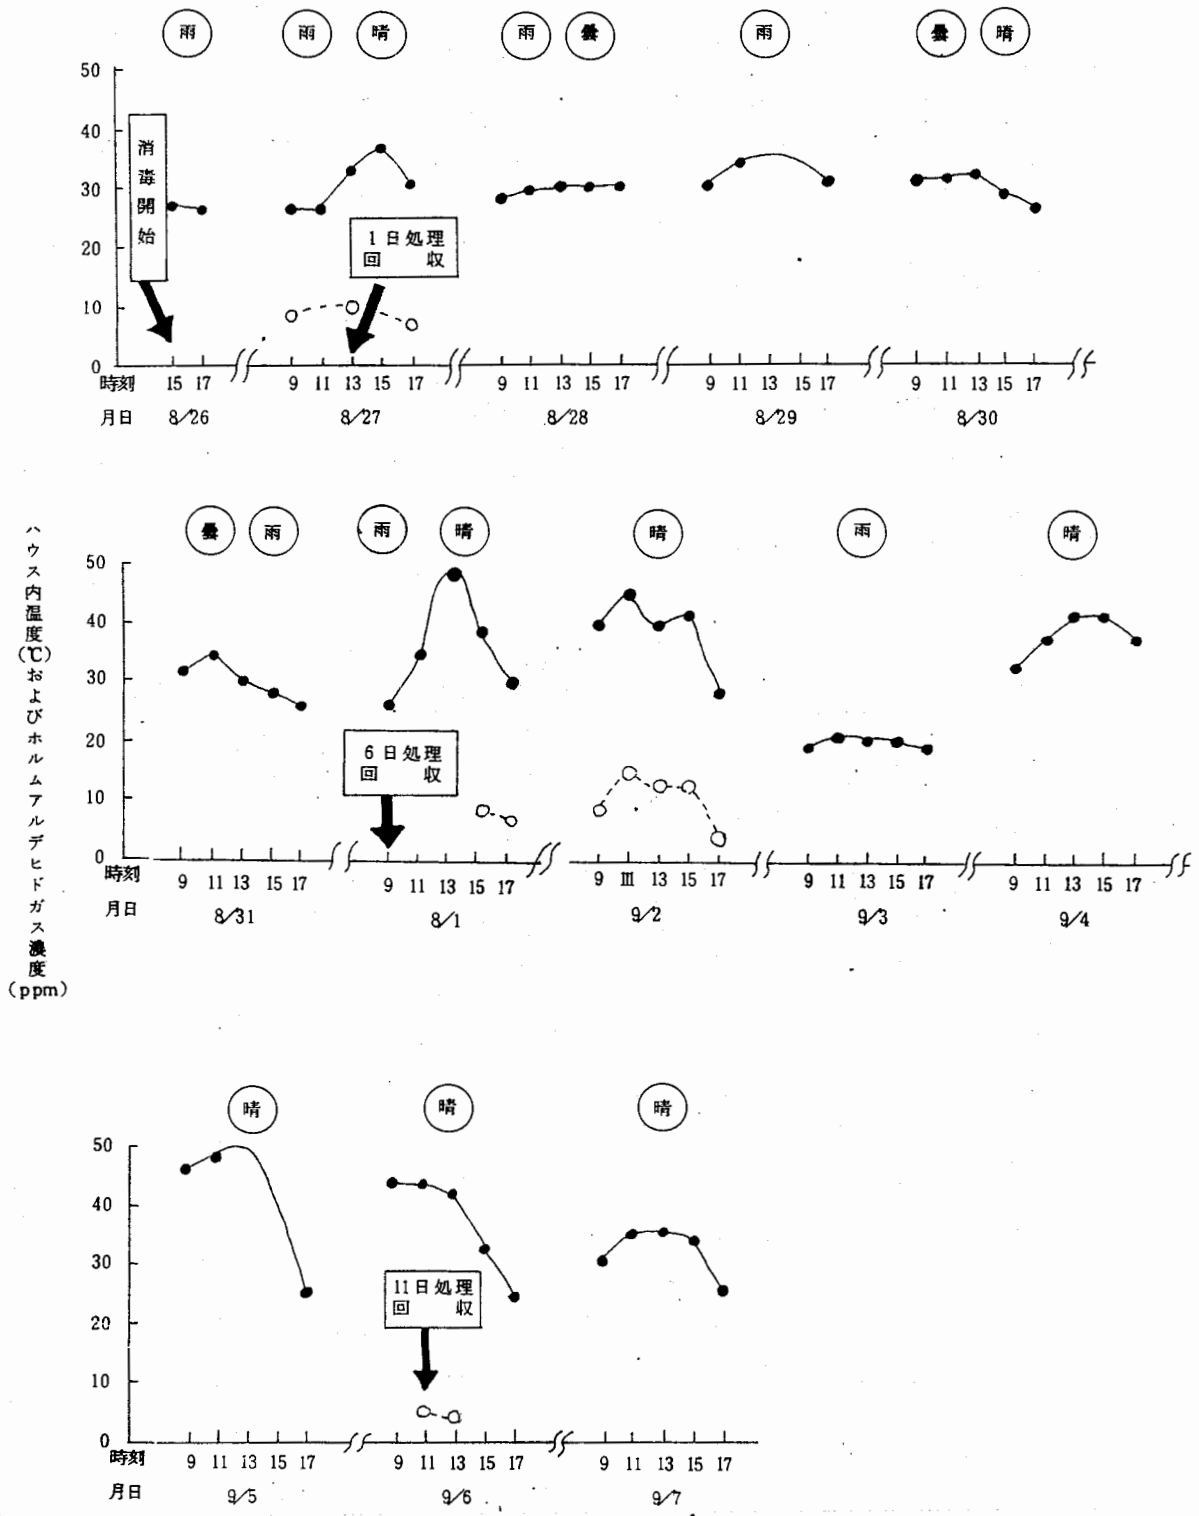 雨 雨 晴 雨 曇 雨 曇 晴
50
40
30
20
10
0
消毒開始
1日処理
回収
時刻 15 17 9 11 13 15 17 9 11 13 15 17 9 11 13 15 17 9 11 13 15 17
月日 8/26 8/27 8/28 8/29 8/30
ハウス内温度(℃)およびホルムアルデヒドガス濃度(ppm)
曇 雨 雨 晴 晴 雨 晴
50
40
30
20
10
0
6日処理
回収
時刻 9 11 13 15 17 9 11 13 15 17 9 111 13 15 17 9 11 13 15 17 9 11 13 15 17
月日 8/31 8/1 9/2 9/3 9/4
晴 晴 晴
50
40
30
20
10
0
11日処理
回収
時刻 9 11 13 15 17 9 11 13 15 17 9 11 13 15 17
月日 9/5 9/6 9/7